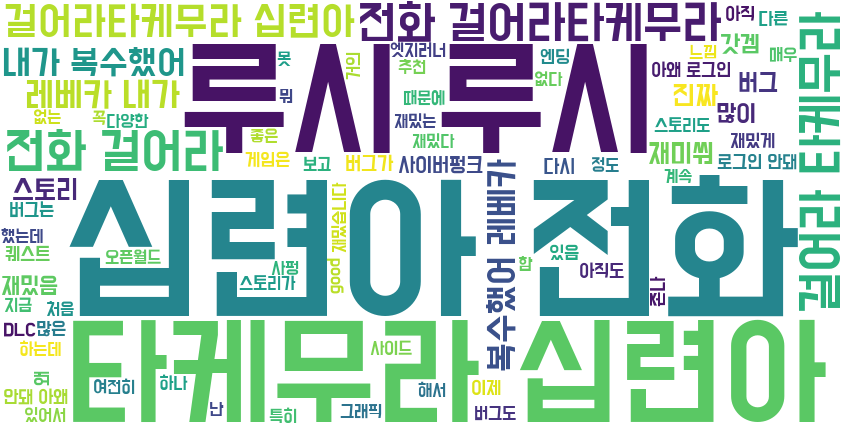 걸어라타케무라 십련아
전화 걸어라타케무라
아직
다른
내가 복수했어
루시 루시
못
거의
엣지러너
엔딩
느낌
갓겜
매우
뭐
추천
없다
아왜 로그인
버그
레베카 내가
때문에
진짜
많이
없는
꼭
다양한
좋은
재밌는
스토리도
전화 걸어라
재밌다
재미쒂
재밌게
게임은
보고
버그가
사이버펑크
다시
정도
로그인 안돼
걸어라 타케무라
스토리
계속
버그는
십련아 전화
복수했어 레베카
good 재밌습니다
했는데
퀘스트
오픈월드
있음
사펑
함
아직도
재밌음
스토리가
존나
지금
처음
DLC
많은
타케무라 십련아
하는데
사이드
여전히
하나
해서
이제
안돼 아왜
있어서
난
특히
그래픽
버그도